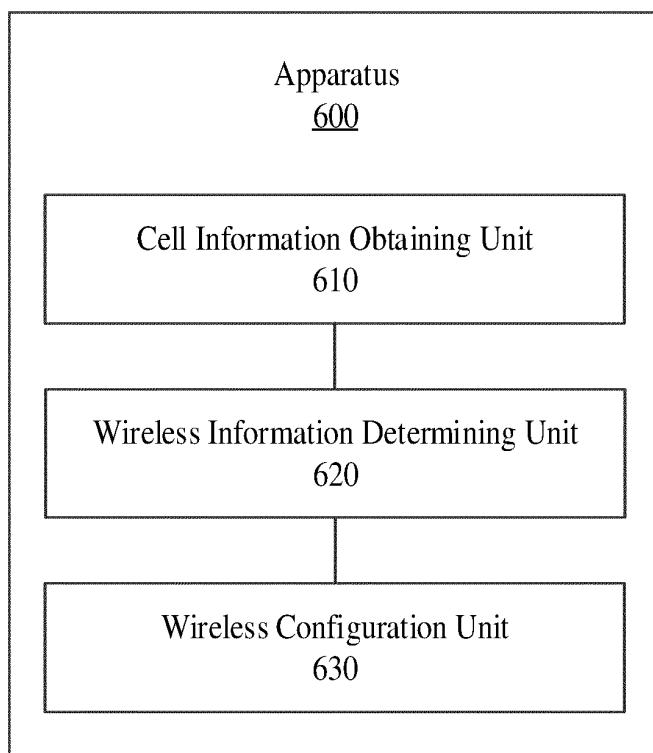 Apparatus
600
Cell Information Obtaining Unit
610
Wireless Information Determining Unit
620
Wireless Configuration Unit
630